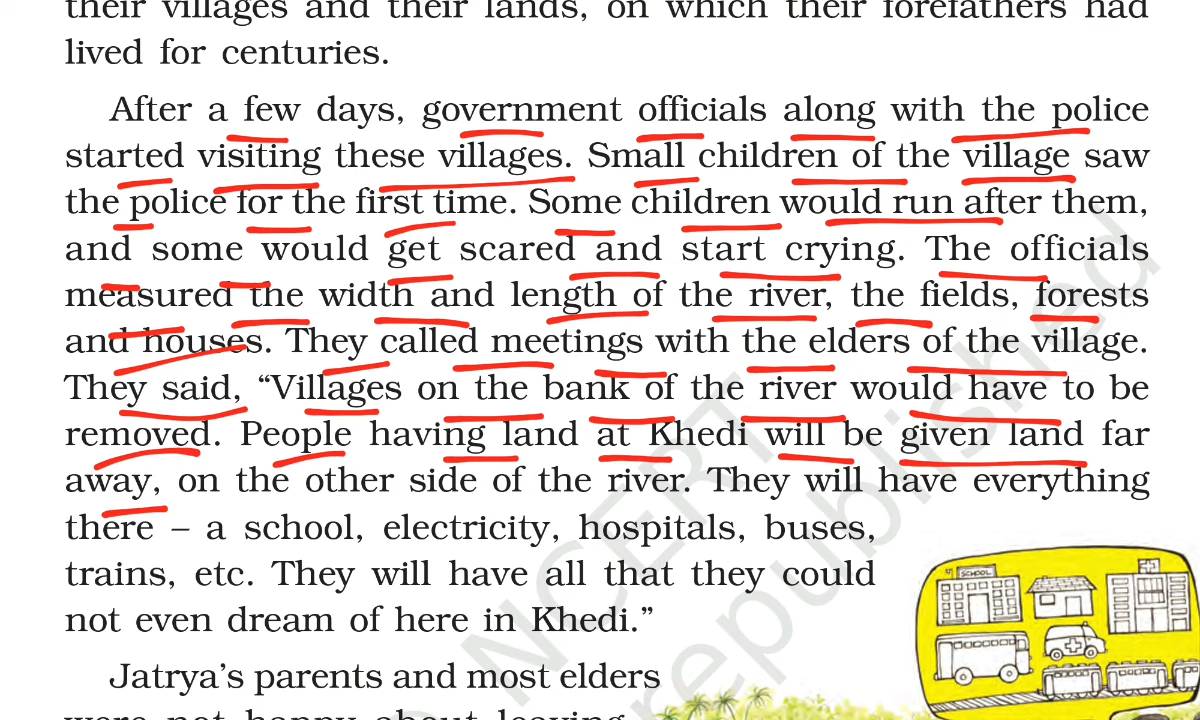 their villages and their lands, on which their forefathers had
lived for centuries.
After a few days, government officials along with the police
started visiting these villages. Small children of the village saw
the police for the first time. Some children would run after them,
and some would get scared and start crying. The officials
measured the width and length of the river, the fields, forests
and houses. They called meetings with the elders of the village.
They said, “Villages on the bank of the river would have to be
removed. People having land at Khedi will be given land far
away, on the other side of the river. They will have everything
there – a school, electricity, hospitals, buses,
trains, etc. They will have all that they could
not even dream of here in Khedi.”
Jatrya’s parents and most elders
were not happy about leaving
SCHOOL
NCERT
republished